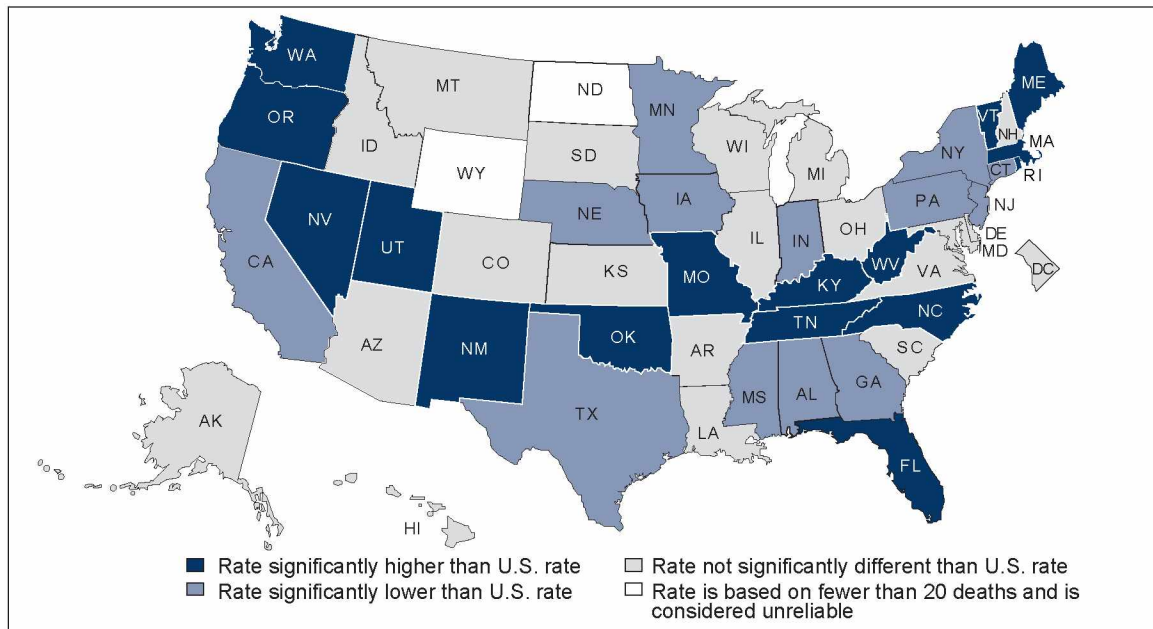 WA
OR
CA
NV
ID
MT
WY
UT
AZ
NM
CO
ND
SD
NE
KS
OK
TX
MN
IA
MO
AR
LA
WI
IL
MI
IN
OH
KY
TN
MS
AL
GA
FL
SC
NC
VA
WV
PA
NY
VT
NH
ME
MA
RI
CT
NJ
DE
MD
DC
AK
HI
Rate significantly higher than U.S. rate
Rate significantly lower than U.S. rate
Rate not significantly different than U.S. rate
Rate is based on fewer than 20 deaths and is
considered unreliable